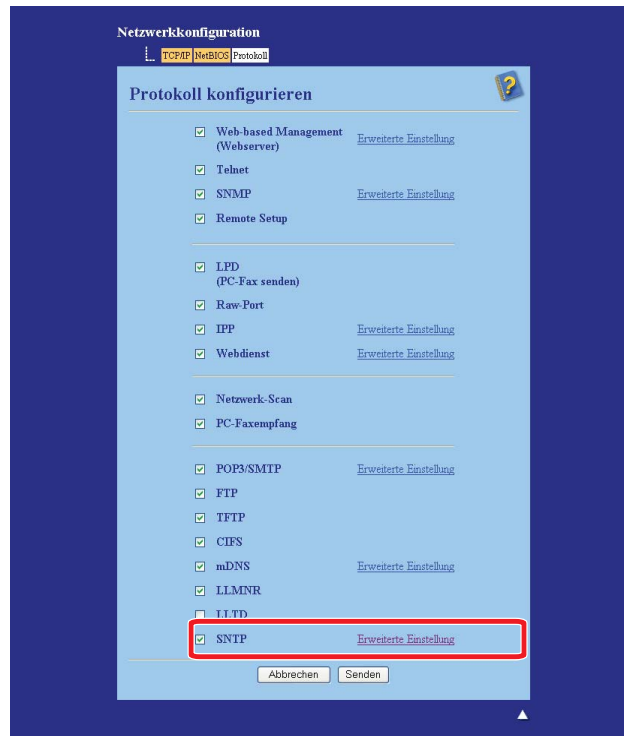 Netzwerkkonfiguration
TCP/IP NetBIOS Protokoll
Protokoll konfigurieren
Web-based Management
(Webserver)
Erweiterte Einstellung
Telnet
SNMP Erweiterte Einstellung
Remote Setup
LPD
(PC-Fax senden)
Raw-Port
IPP Erweiterte Einstellung
Webdienst Erweiterte Einstellung
Netzwerk-Scan
PC-Faxempfang
POP3/SMTP Erweiterte Einstellung
FTP
TFTP
CIFS
mDNS Erweiterte Einstellung
LLMNR
LLTD
SNTP Erweiterte Einstellung
Abbrechen Senden